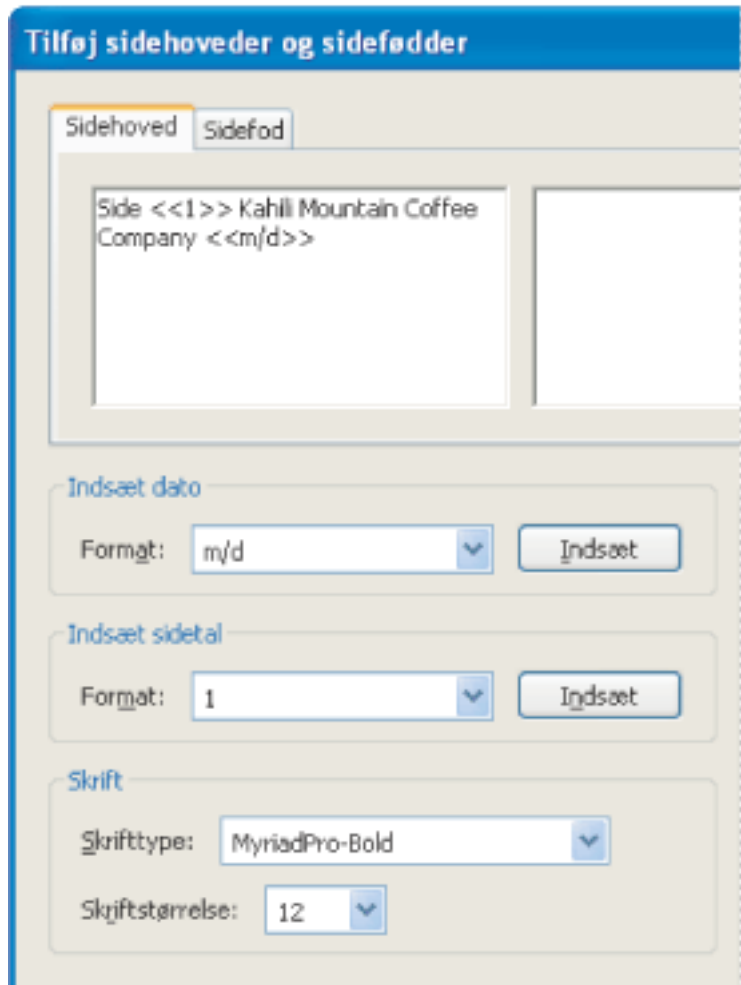 Tilføj sidehoveder og sidefødder
Sidehoved Sidefod
Side <<1>> Kahili Mountain Coffee
Company <<m/d>>
Indsæt dato
Format: m/d Indsæt
Indsæt sidetal
Format: 1 Indsæt
Skrift
Skrifttype: MyriadPro-Bold
Skriftstørrelse: 12